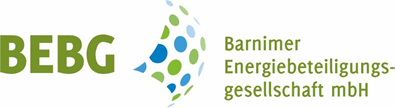 BEBG
Barnimer
Energiebeteiligungs-
gesellschaft mbH